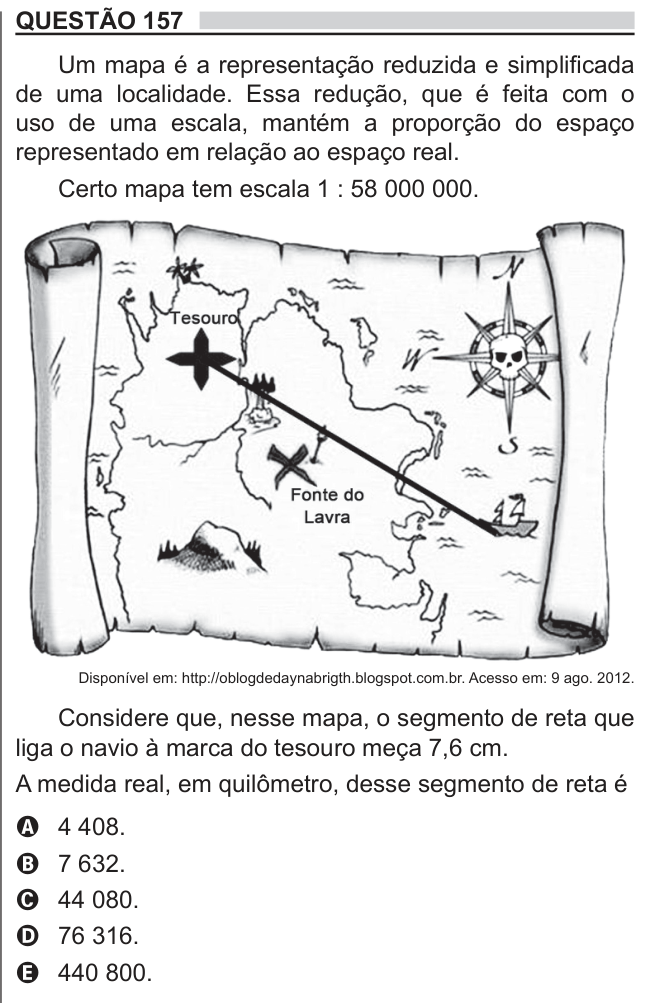 QUESTÃO 157
Um mapa é a representação reduzida e simplificada
de uma localidade. Essa redução, que é feita com o
uso de uma escala, mantém a proporção do espaço
representado em relação ao espaço real.
Certo mapa tem escala 1 : 58 000 000.
N
Tesouro
W
S
Fonte do
Lavra
Disponível em: http://oblogdedaynabrigth.blogspot.com.br. Acesso em: 9 ago. 2012.
Considere que, nesse mapa, o segmento de reta que
liga o navio à marca do tesouro meça 7,6 cm.
A medida real, em quilômetro, desse segmento de reta é
A 4 408.
B 7 632.
C 44 080.
D 76 316.
E 440 800.